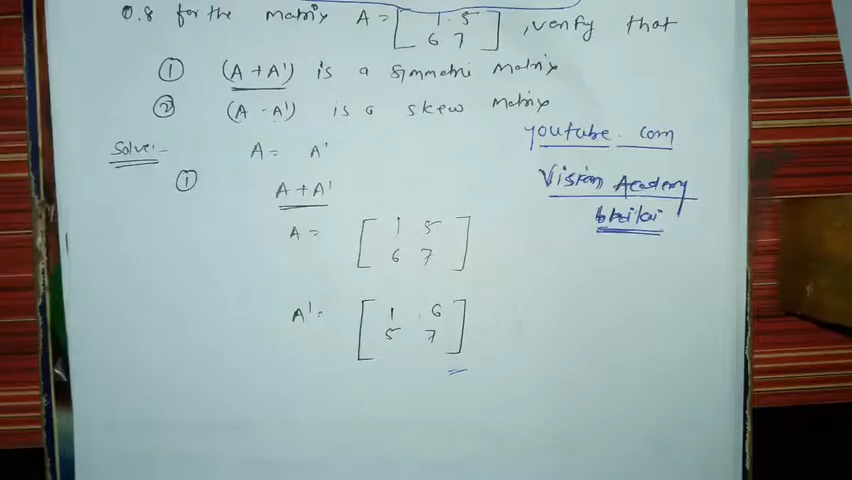 Q.8 for the matrix A = [ 1 5
6 7 ] , verify that
① (A + A') is a symmetric matrix
② (A - A') is a skew matrix
youtube.com
Solve:- A = A'
Vision Academy
① A + A'
bhilai
A = [ 1 5
6 7 ]
A' = [ 1 6
5 7 ]